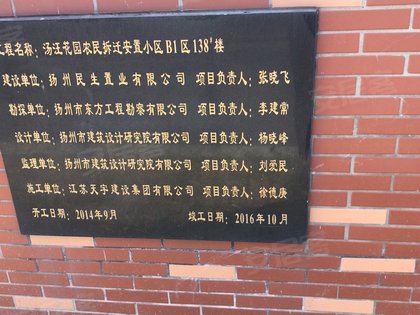 工程名称：汤汪花园农民拆迁安置小区B1区138#楼
建设单位：扬州民生置业有限公司 项目负责人：张晓飞
勘探单位：扬州市东方工程勘察有限公司 项目负责人：李建常
设计单位：扬州市建筑设计研究院有限公司 项目负责人：杨晓峰
监理单位：扬州市建筑设计研究院有限公司 项目负责人：刘爱民
施工单位：江苏天宇建设集团有限公司 项目负责人：徐德庚
开工日期：2014年9月 竣工日期：2016年10月